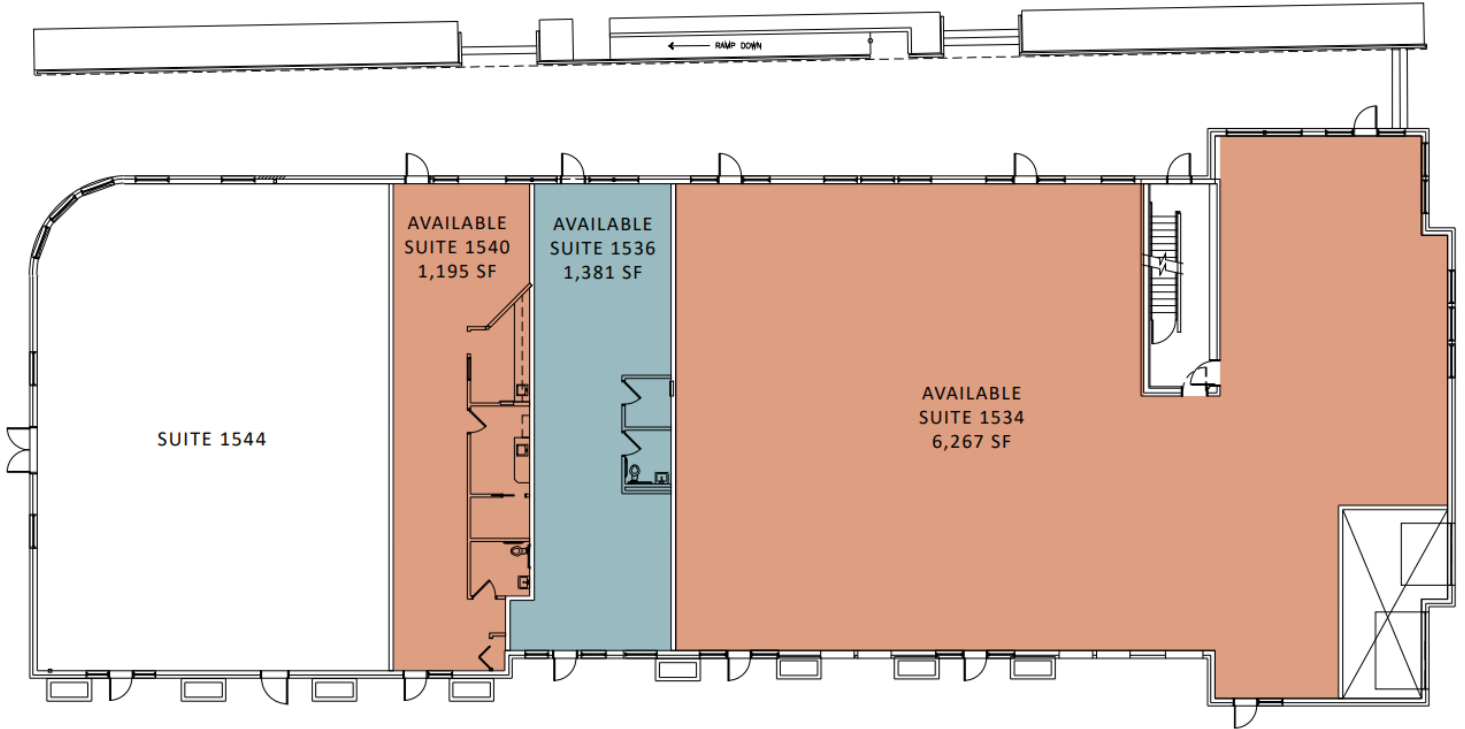 RAMP DOWN
AVAILABLE
SUITE 1540
1,195 SF
AVAILABLE
SUITE 1536
1,381 SF
AVAILABLE
SUITE 1534
6,267 SF
SUITE 1544